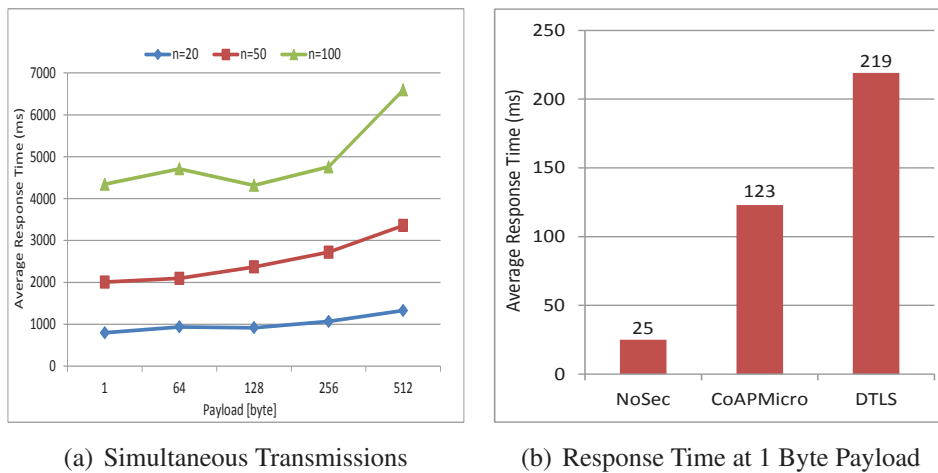 n=20 n=50 n=100
Average Response Time (ms)
7000
6000
5000
4000
3000
2000
1000
0
1 64 128 256 512
Payload [byte]
(a) Simultaneous Transmissions
Average Response Time (ms)
250
200
150
100
50
0
25
123
219
NoSec CoAPMicro DTLS
(b) Response Time at 1 Byte Payload